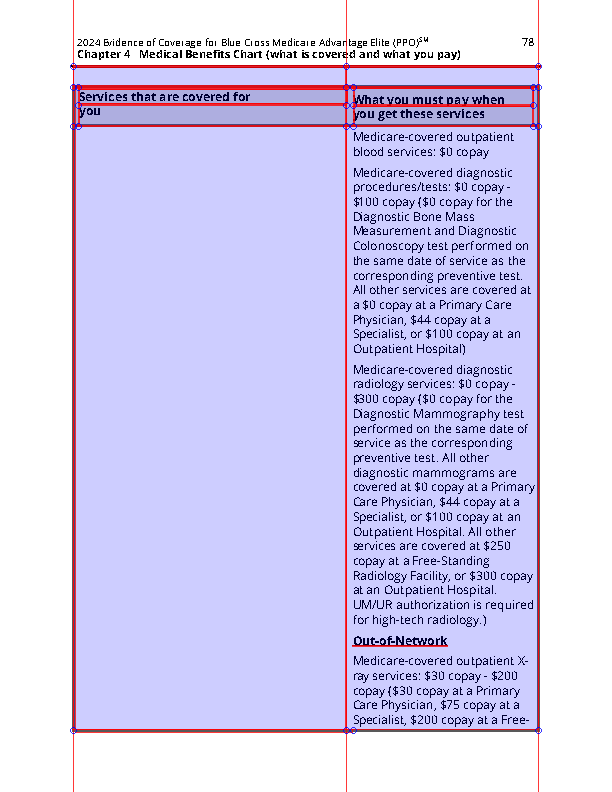 2024 Evidence of Coverage for Blue Cross Medicare Advantage Elite (PPO)SM 78
Chapter 4 Medical Benefits Chart (what is covered and what you pay)
Services that are covered for
you
What you must pay when
you get these services
Medicare-covered outpatient
blood services: $0 copay
Medicare-covered diagnostic
procedures/tests: $0 copay -
$100 copay ($0 copay for the
Diagnostic Bone Mass
Measurement and Diagnostic
Colonoscopy test performed on
the same date of service as the
corresponding preventive test.
All other services are covered at
a $0 copay at a Primary Care
Physician, $44 copay at a
Specialist, or $100 copay at an
Outpatient Hospital)
Medicare-covered diagnostic
radiology services: $0 copay -
$300 copay ($0 copay for the
Diagnostic Mammography test
performed on the same date of
service as the corresponding
preventive test. All other
diagnostic mammograms are
covered at $0 copay at a Primary
Care Physician, $44 copay at a
Specialist, or $100 copay at an
Outpatient Hospital. All other
services are covered at $250
copay at a Free-Standing
Radiology Facility, or $300 copay
at an Outpatient Hospital.
UM/UR authorization is required
for high-tech radiology.)
Out-of-Network
Medicare-covered outpatient X-
ray services: $30 copay - $200
copay ($30 copay at a Primary
Care Physician, $75 copay at a
Specialist, $200 copay at a Free-